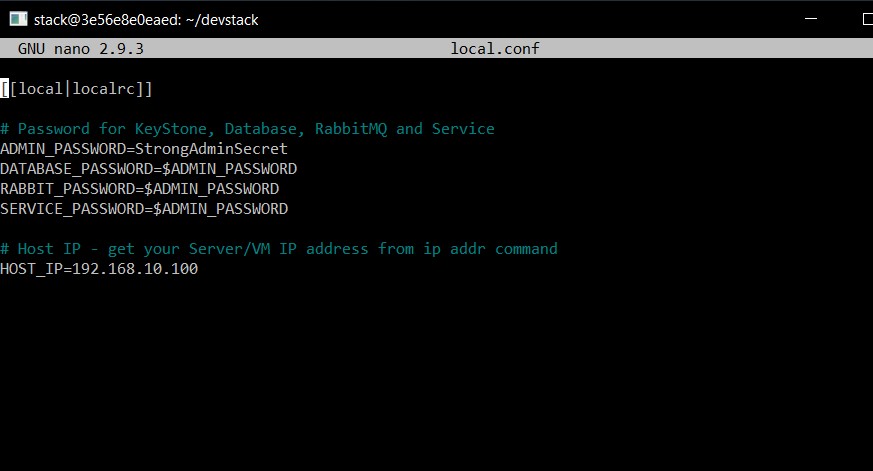 stack@3e56e8e0eaed: ~/devstack
GNU nano 2.9.3 local.conf
[[local|localrc]]
# Password for KeyStone, Database, RabbitMQ and Service
ADMIN_PASSWORD=StrongAdminSecret
DATABASE_PASSWORD=$ADMIN_PASSWORD
RABBIT_PASSWORD=$ADMIN_PASSWORD
SERVICE_PASSWORD=$ADMIN_PASSWORD
# Host IP - get your Server/VM IP address from ip addr command
HOST_IP=192.168.10.100